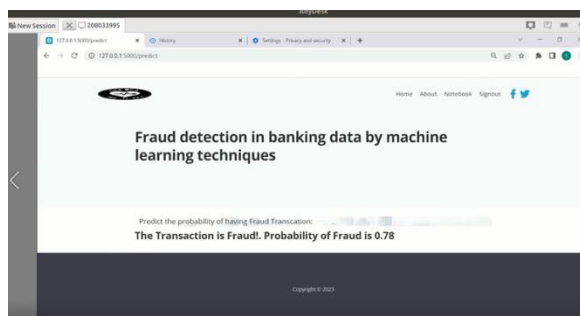 AnyDesk
New Session 208033995
127.0.0.1:5000/predict History Settings - Privacy and security
127.0.0.1:5000/predict
Home About Notebook Signout
Fraud detection in banking data by machine
learning techniques
Predict the probability of having Fraud Transcation:
The Transaction is Fraud!. Probability of Fraud is 0.78
Copyright © 2023